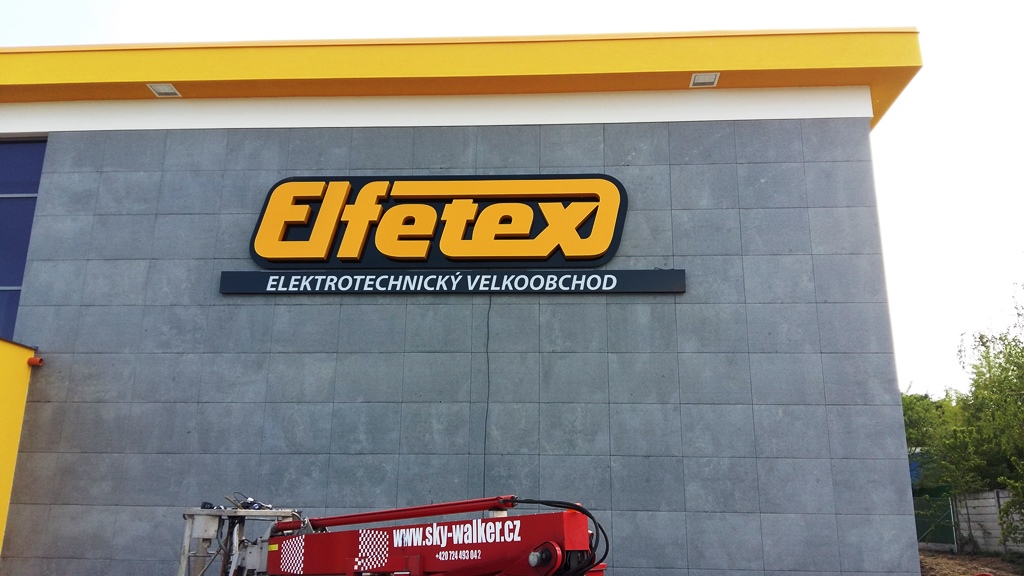 Elfetex
ELEKTROTECHNICKÝ VELKOOBCHOD
www.sky-walker.cz
+420 724 493 042